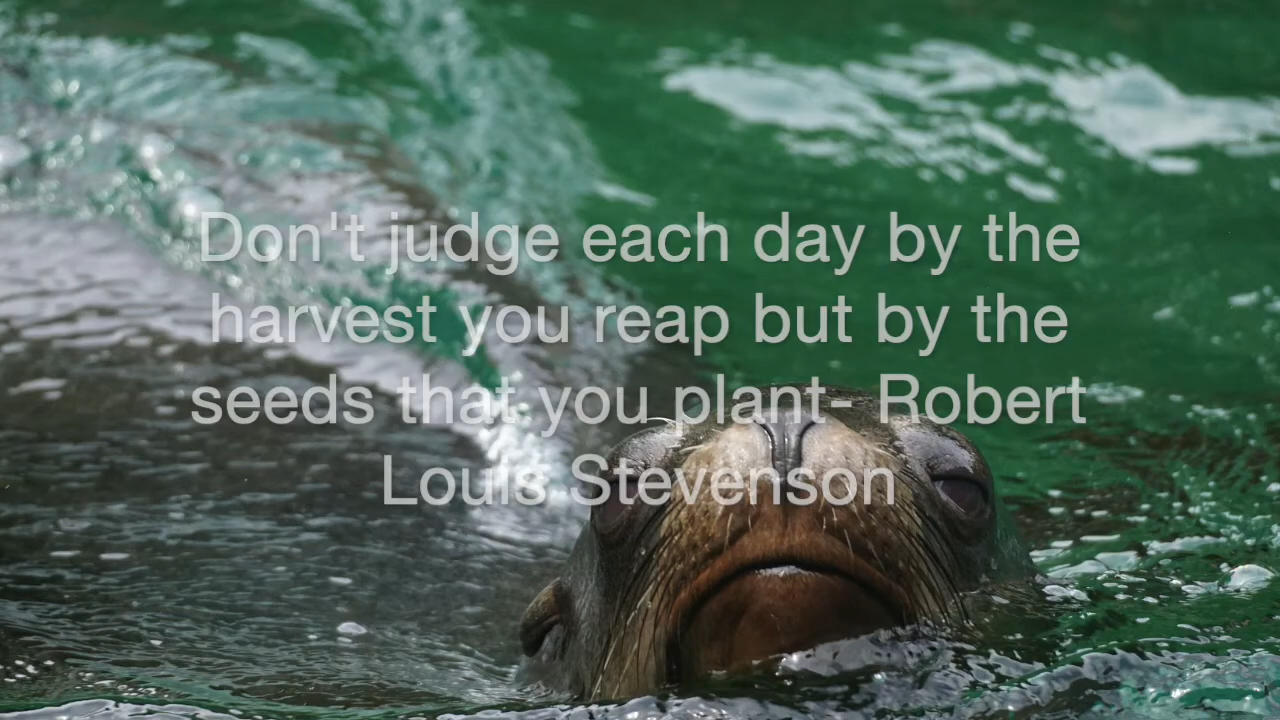 Don't judge each day by the
harvest you reap but by the
seeds that you plant- Robert
Louis Stevenson